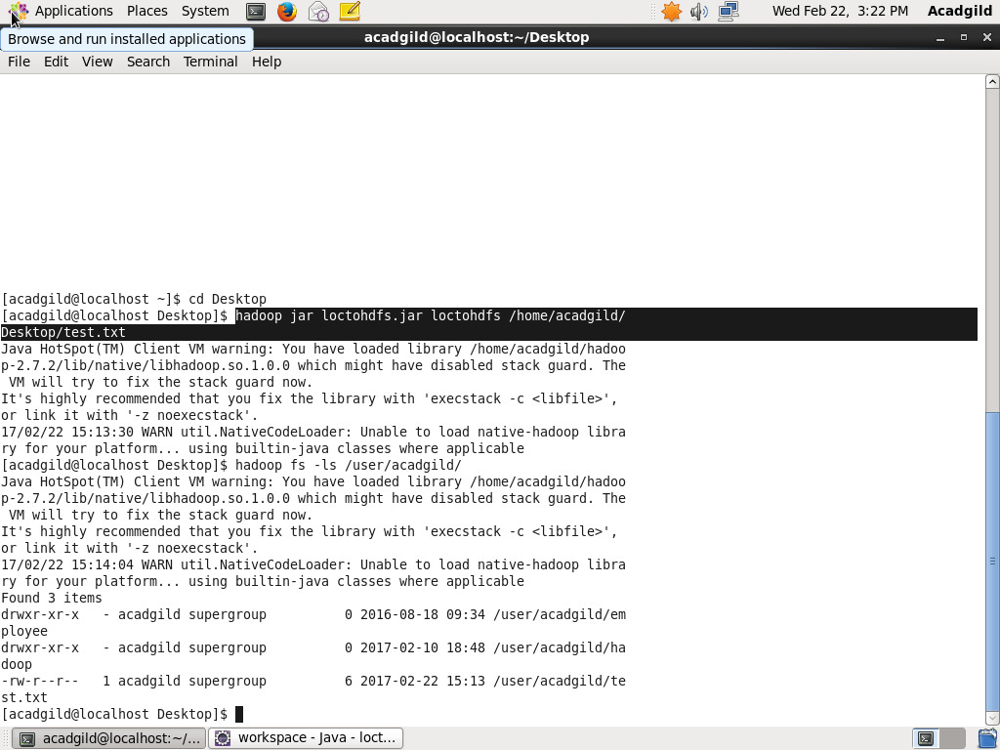 Applications Places System Wed Feb 22, 3:22 PM Acadgild
Browse and run installed applications
acadgild@localhost:~/Desktop
File Edit View Search Terminal Help
[acadgild@localhost ~]$ cd Desktop
[acadgild@localhost Desktop]$ hadoop jar loctohdfs.jar loctohdfs /home/acadgild/
Desktop/test.txt
Java HotSpot(TM) Client VM warning: You have loaded library /home/acadgild/hadoo
p-2.7.2/lib/native/libhadoop.so.1.0.0 which might have disabled stack guard. The
 VM will try to fix the stack guard now.
It's highly recommended that you fix the library with 'execstack -c <libfile>',
or link it with '-z noexecstack'.
17/02/22 15:13:30 WARN util.NativeCodeLoader: Unable to load native-hadoop libra
ry for your platform... using builtin-java classes where applicable
[acadgild@localhost Desktop]$ hadoop fs -ls /user/acadgild/
Java HotSpot(TM) Client VM warning: You have loaded library /home/acadgild/hadoo
p-2.7.2/lib/native/libhadoop.so.1.0.0 which might have disabled stack guard. The
 VM will try to fix the stack guard now.
It's highly recommended that you fix the library with 'execstack -c <libfile>',
or link it with '-z noexecstack'.
17/02/22 15:14:04 WARN util.NativeCodeLoader: Unable to load native-hadoop libra
ry for your platform... using builtin-java classes where applicable
Found 3 items
drwxr-xr-x   - acadgild supergroup          0 2016-08-18 09:34 /user/acadgild/em
ployee
drwxr-xr-x   - acadgild supergroup          0 2017-02-10 18:48 /user/acadgild/ha
doop
-rw-r--r--   1 acadgild supergroup          6 2017-02-22 15:13 /user/acadgild/te
st.txt
[acadgild@localhost Desktop]$
acadgild@localhost:~/... workspace - Java - loct...